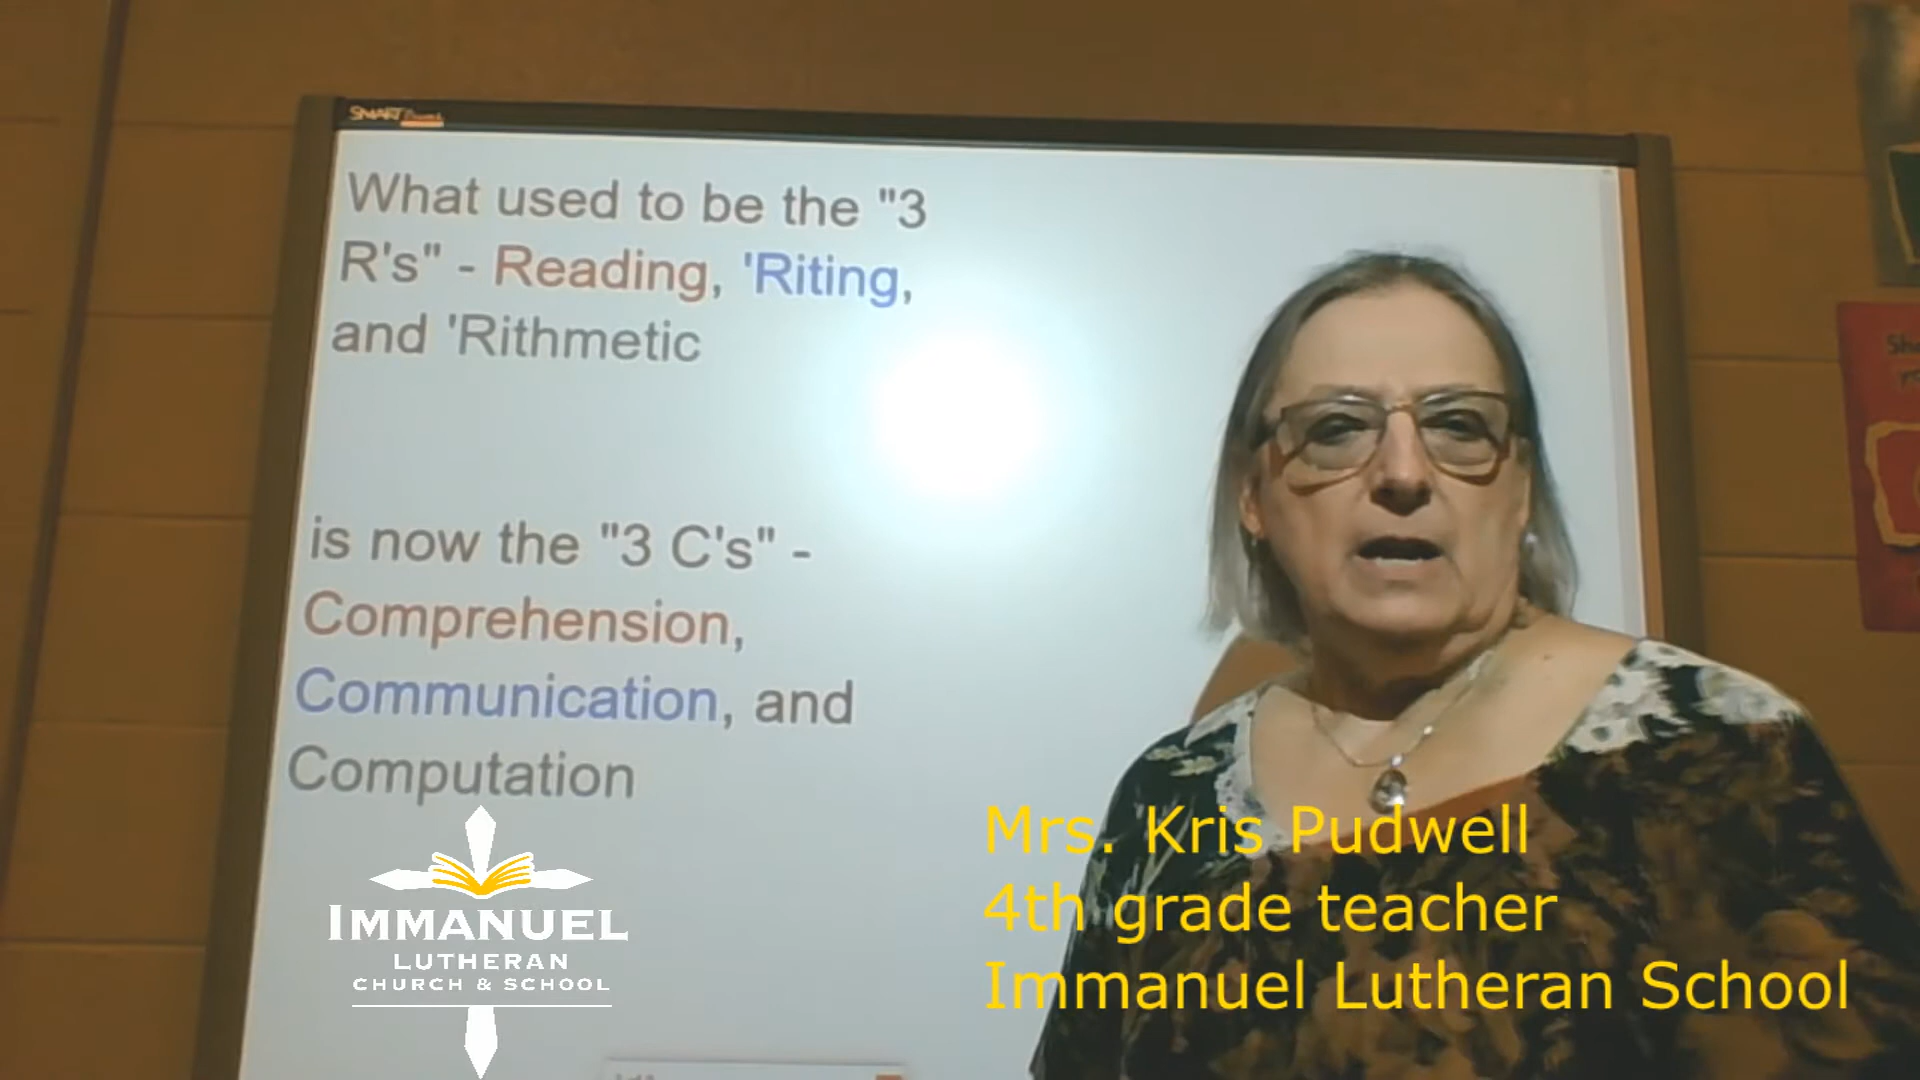 SMART
What used to be the "3
R's" - Reading, 'Riting,
and 'Rithmetic
is now the "3 C's" -
Comprehension,
Communication, and
Computation
IMMANUEL
LUTHERAN
CHURCH & SCHOOL
Mrs. Kris Pudwell
4th grade teacher
Immanuel Lutheran School